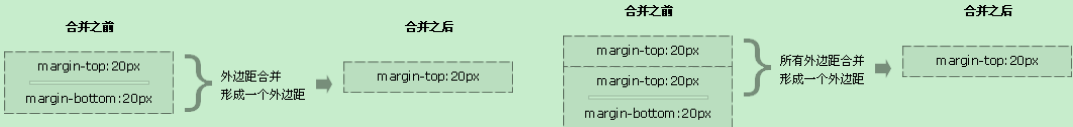 合并之前
合并之后
margin-top:20px
margin-bottom:20px
外边距合并
形成一个外边距
margin-top:20px
合并之前
合并之后
margin-top:20px
margin-top:20px
margin-bottom:20px
所有外边距合并
形成一个外边距
margin-top:20px